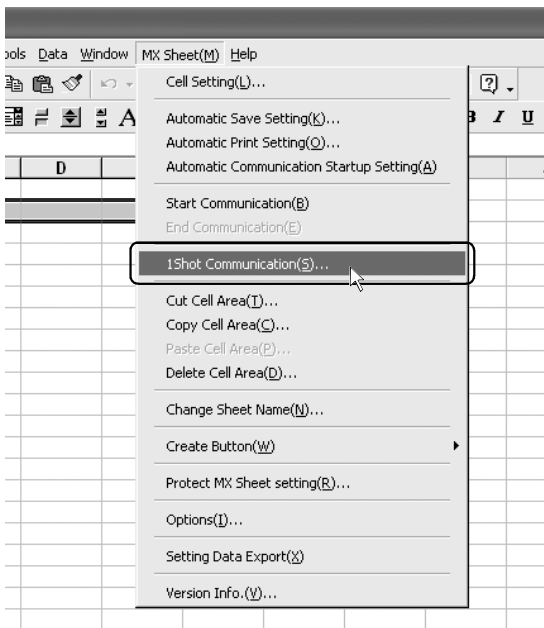 ools Data Window MX Sheet(M) Help
Cell Setting(L)...
A
I U
Automatic Save Setting(K)...
Automatic Print Setting(O)...
Automatic Communication Startup Setting(A)
D
Start Communication(B)
End Communication(E)
1Shot Communication(S)...
Cut Cell Area(T)...
Copy Cell Area(C)...
Paste Cell Area(P)...
Delete Cell Area(D)...
Change Sheet Name(N)...
Create Button(W)
Protect MX Sheet setting(R)...
Options(I)...
Setting Data Export(X)
Version Info.(V)...